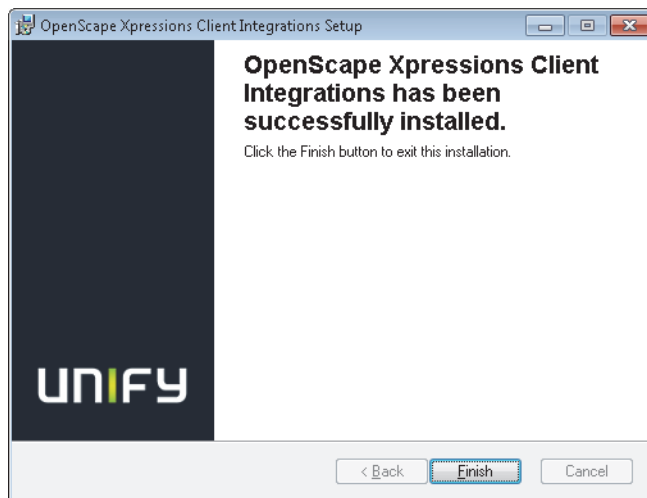 OpenScape Xpressions Client Integrations Setup
OpenScape Xpressions Client
Integrations has been
successfully installed.
Click the Finish button to exit this installation.
UNIFY
< Back
Finish
Cancel